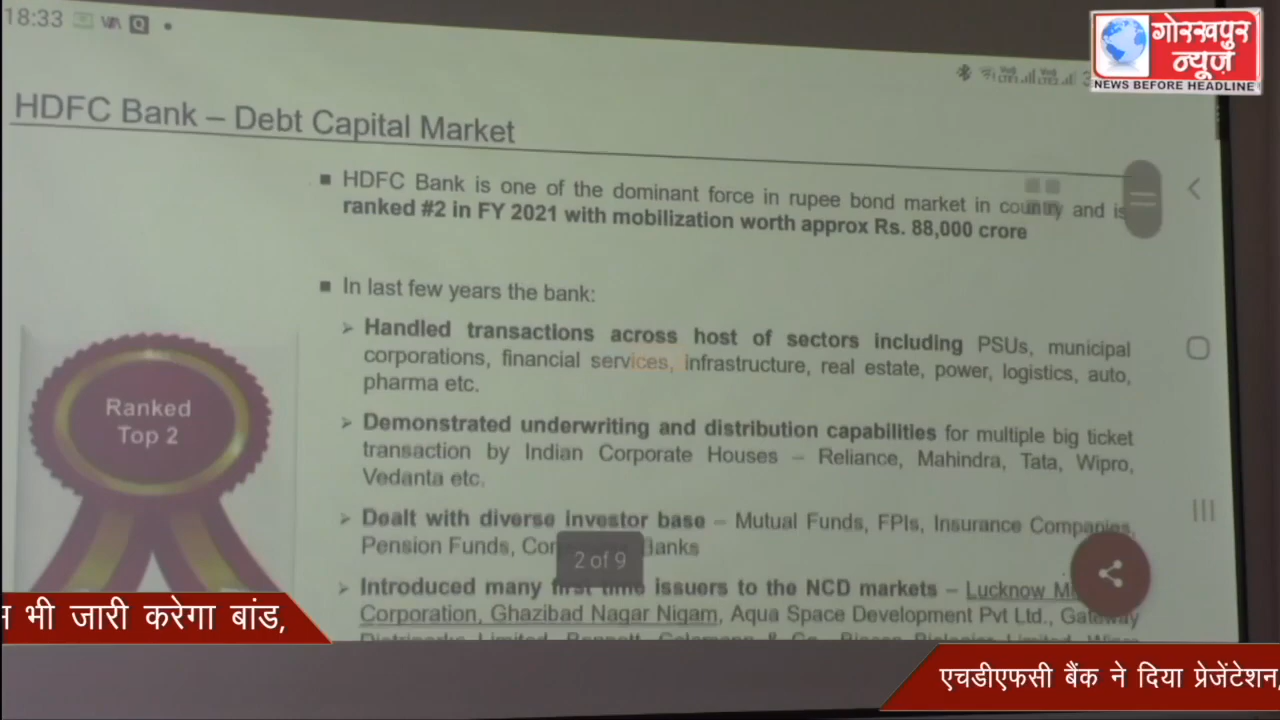 18:33
गोरखपुर
न्यूज़
NEWS BEFORE HEADLINE
HDFC Bank – Debt Capital Market
▪ HDFC Bank is one of the dominant force in rupee bond market in country and is
ranked #2 in FY 2021 with mobilization worth approx Rs. 88,000 crore
▪ In last few years the bank:
➢ Handled transactions across host of sectors including PSUs, municipal
corporations, financial services, infrastructure, real estate, power, logistics, auto,
pharma etc.
Ranked
Top 2
➢ Demonstrated underwriting and distribution capabilities for multiple big ticket
transaction by Indian Corporate Houses – Reliance, Mahindra, Tata, Wipro,
Vedanta etc.
➢ Dealt with diverse investor base – Mutual Funds, FPIs, Insurance Companies,
Pension Funds, Banks
2 of 9
➢ Introduced many first time issuers to the NCD markets – Lucknow
Corporation, Ghazibad Nagar Nigam, Aqua Space Development Pvt Ltd., Gateway
भी जारी करेगा बांड,
एचडीएफसी बैंक ने दिया प्रेजेंटेशन,